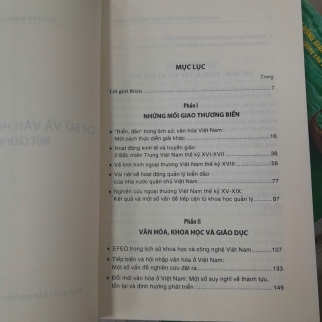 MỤC LỤC
Trang
Lời giới thiệu 7
Phần I
NHỮNG MỐI GIAO THƯƠNG BIỂN
• "Biển, đảo" trong lịch sử, văn hóa Việt Nam:
Một cách thức diễn giải khác 16
• Hoạt động kinh tế và truyền giáo
ở Bắc miền Trung Việt Nam thế kỷ XVI-XVII 38
• Về tình hình ngoại thương Việt Nam thế kỷ XVIII 58
• Vài nét về hoạt động quản lý biển đảo
của nhà nước quân chủ Việt Nam 77
• Nghiên cứu ngoại thương Việt Nam thế kỷ XV-XIX:
Kết quả và một số vấn đề tiếp cận từ khoa học quản lý 87
Phần II
VĂN HÓA, KHOA HỌC VÀ GIÁO DỤC
• EFEO trong lịch sử khoa học và công nghệ Việt Nam 107
• Tiếp biến và hội nhập văn hóa ở Việt Nam:
Một số vấn đề nghiên cứu đặt ra 133
• Đổi mới văn hóa ở Việt Nam: Một số suy nghĩ về thành tựu,
tồn tại và định hướng phát triển 149